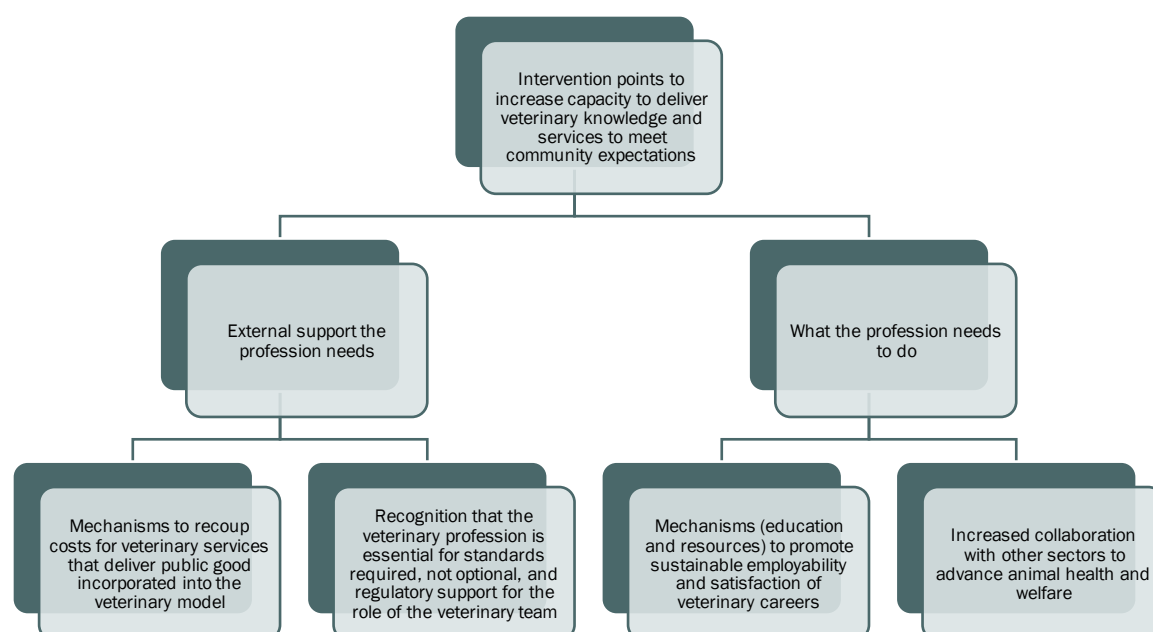 Intervention points to
increase capacity to deliver
veterinary knowledge and
services to meet
community expectations
External support the
profession needs
What the profession needs
to do
Mechanisms to recoup
costs for veterinary services
that deliver public good
incorporated into the
veterinary model
Recognition that the
veterinary profession is
essential for standards
required, not optional, and
regulatory support for the
role of the veterinary team
Mechanisms (education
and resources) to promote
sustainable employability
and satisfaction of
veterinary careers
Increased collaboration
with other sectors to
advance animal health and
welfare